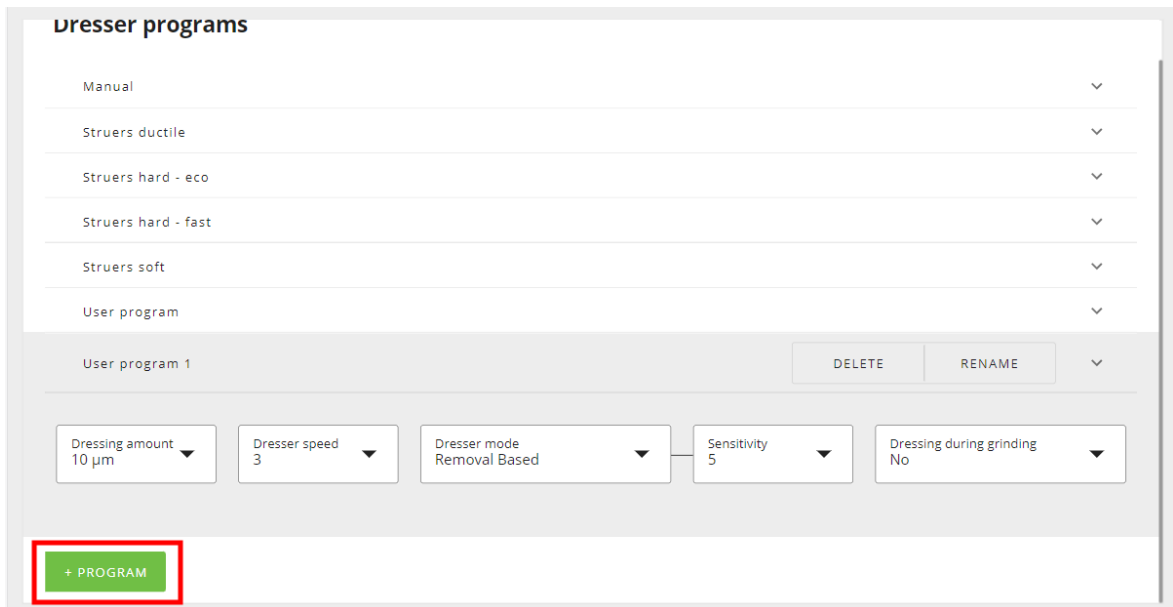 Dresser programs
Manual
Struers ductile
Struers hard - eco
Struers hard - fast
Struers soft
User program
User program 1
DELETE
RENAME
Dressing amount
10 µm
Dresser speed
3
Dresser mode
Removal Based
Sensitivity
5
Dressing during grinding
No
+ PROGRAM